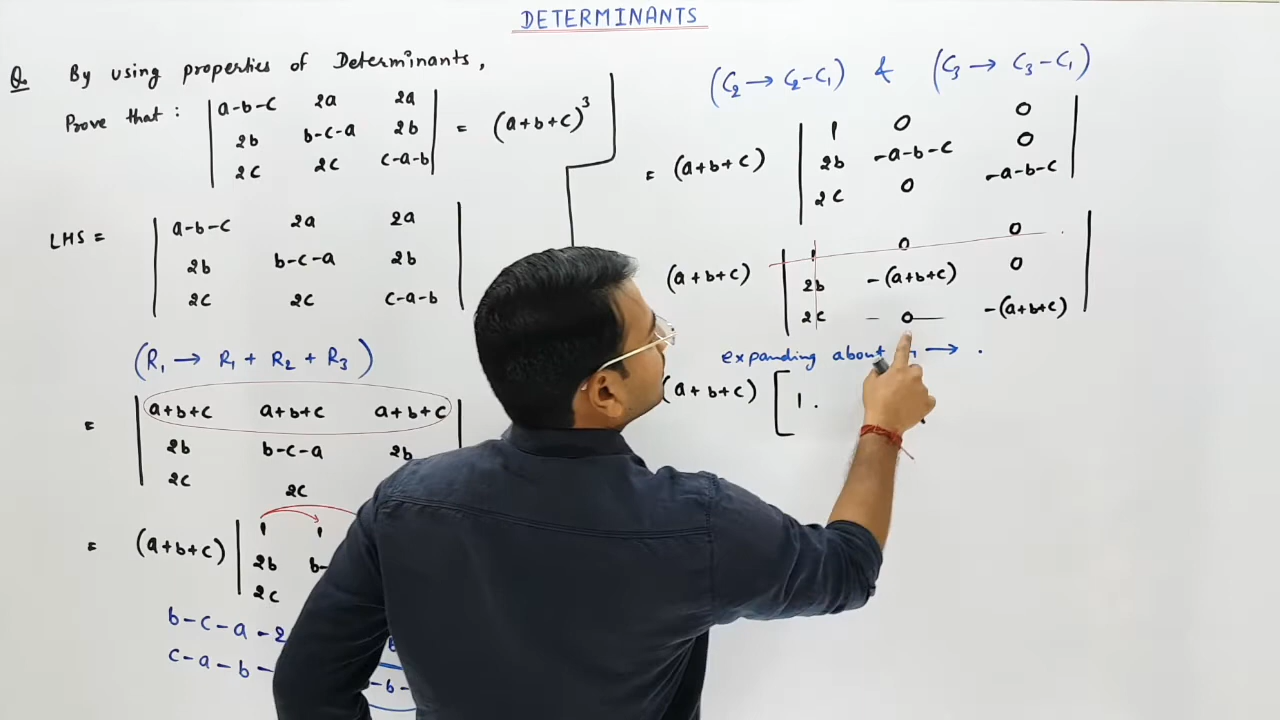 DETERMINANTS
Q. By using properties of Determinants,
Prove that : | a-b-c 2a 2a | = (a+b+c)³
| 2b b-c-a 2b |
| 2c 2c c-a-b |
LHS = | a-b-c 2a 2a |
| 2b b-c-a 2b |
| 2c 2c c-a-b |
(R₁ → R₁ + R₂ + R₃)
= | a+b+c a+b+c a+b+c |
| 2b b-c-a 2b
| 2c 2c
= (a+b+c) | 1 1
| 2b b-
| 2c
b-c-a-2
c-a-b-
(C₂ → C₂-C₁) & (C₃ → C₃-C₁)
= (a+b+c) | 1 0 0 |
| 2b -a-b-c 0 |
| 2c 0 -a-b-c |
(a+b+c) | 1 0 0 |
| 2b -(a+b+c) 0 |
| 2c 0 -(a+b+c) |
expanding about →
(a+b+c) [ 1 .